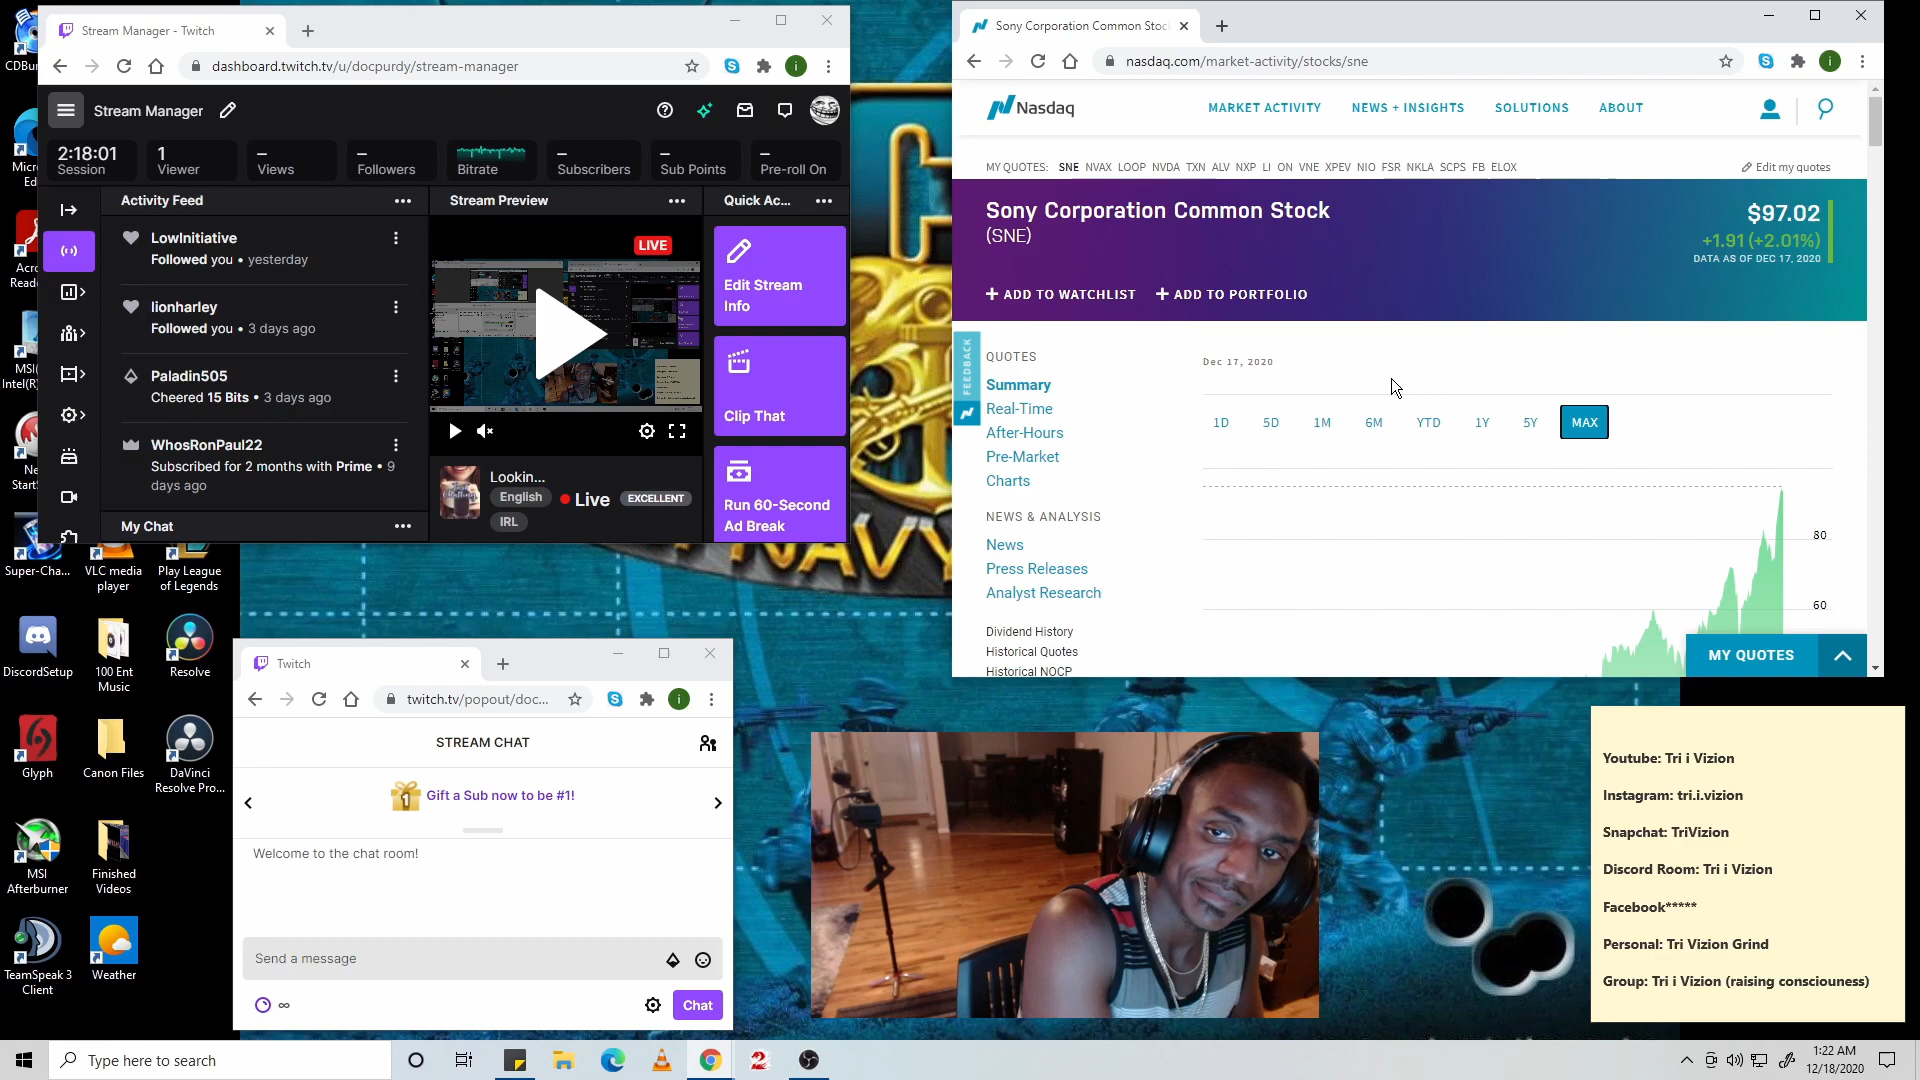 Stream Manager - Twitch
dashboard.twitch.tv/u/docpurdy/stream-manager
Stream Manager
2:18:01
Session
1
Viewer
–
Views
–
Followers
Bitrate
–
Subscribers
–
Sub Points
–
Pre-roll On
Activity Feed
LowInitiative
Followed you • yesterday
lionharley
Followed you • 3 days ago
Paladin505
Cheered 15 Bits • 3 days ago
WhosRonPaul22
Subscribed for 2 months with Prime • 9
days ago
My Chat
Stream Preview
LIVE
Lookin...
English
IRL
Live
EXCELLENT
Quick Ac...
Edit Stream
Info
Clip That
Run 60-Second
Ad Break
Sony Corporation Common Stoc
nasdaq.com/market-activity/stocks/sne
Nasdaq
MARKET ACTIVITY NEWS + INSIGHTS SOLUTIONS ABOUT
MY QUOTES: SNE NVAX LOOP NVDA TXN ALV NXP LI ON VNE XPEV NIO FSR NKLA SCPS FB ELOX
Edit my quotes
Sony Corporation Common Stock
(SNE)
$97.02
+1.91 (+2.01%)
DATA AS OF DEC 17, 2020
+ ADD TO WATCHLIST + ADD TO PORTFOLIO
FEEDBACK
QUOTES
Summary
Real-Time
After-Hours
Pre-Market
Charts
NEWS & ANALYSIS
News
Press Releases
Analyst Research
Dividend History
Historical Quotes
Historical NOCP
Dec 17, 2020
1D 5D 1M 6M YTD 1Y 5Y MAX
80
60
MY QUOTES
NAVY
CDBu
Micro
Ed
Acro
Reade
MSI(
Intel(R)
Ne
Start
Super-Cha...
VLC media
player
Play League
of Legends
DiscordSetup
100 Ent
Music
Resolve
Glyph
Canon Files
DaVinci
Resolve Pro...
MSI
Afterburner
Finished
Videos
TeamSpeak 3
Client
Weather
Twitch
twitch.tv/popout/doc...
STREAM CHAT
1
Gift a Sub now to be #1!
Welcome to the chat room!
Send a message
∞
Chat
Youtube: Tri i Vizion
Instagram: tri.i.vizion
Snapchat: TriVizion
Discord Room: Tri i Vizion
Facebook*****
Personal: Tri Vizion Grind
Group: Tri i Vizion (raising consciouness)
Type here to search
1:22 AM
12/18/2020